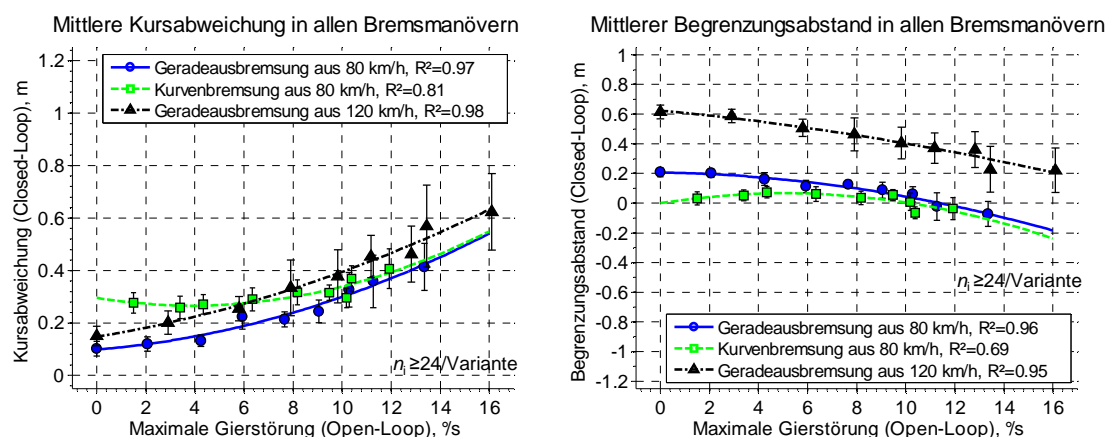 Mittlere Kursabweichung in allen Bremsmanövern
Kursabweichung (Closed-Loop), m
1.2
1
0.8
0.6
0.4
0.2
0
Geradeausbremsung aus 80 km/h, R²=0.97
Kurvenbremsung aus 80 km/h, R²=0.81
Geradeausbremsung aus 120 km/h, R²=0.98
ni ≥24/Variante
0 2 4 6 8 10 12 14 16
Maximale Gierstörung (Open-Loop), °/s
Mittlerer Begrenzungsabstand in allen Bremsmanövern
Begrenzungsabstand (Closed-Loop), m
1
0.8
0.6
0.4
0.2
0
-0.2
-0.4
-0.6
-0.8
-1
-1.2
ni ≥24/Variante
Geradeausbremsung aus 80 km/h, R²=0.96
Kurvenbremsung aus 80 km/h, R²=0.69
Geradeausbremsung aus 120 km/h, R²=0.95
0 2 4 6 8 10 12 14 16
Maximale Gierstörung (Open-Loop), °/s